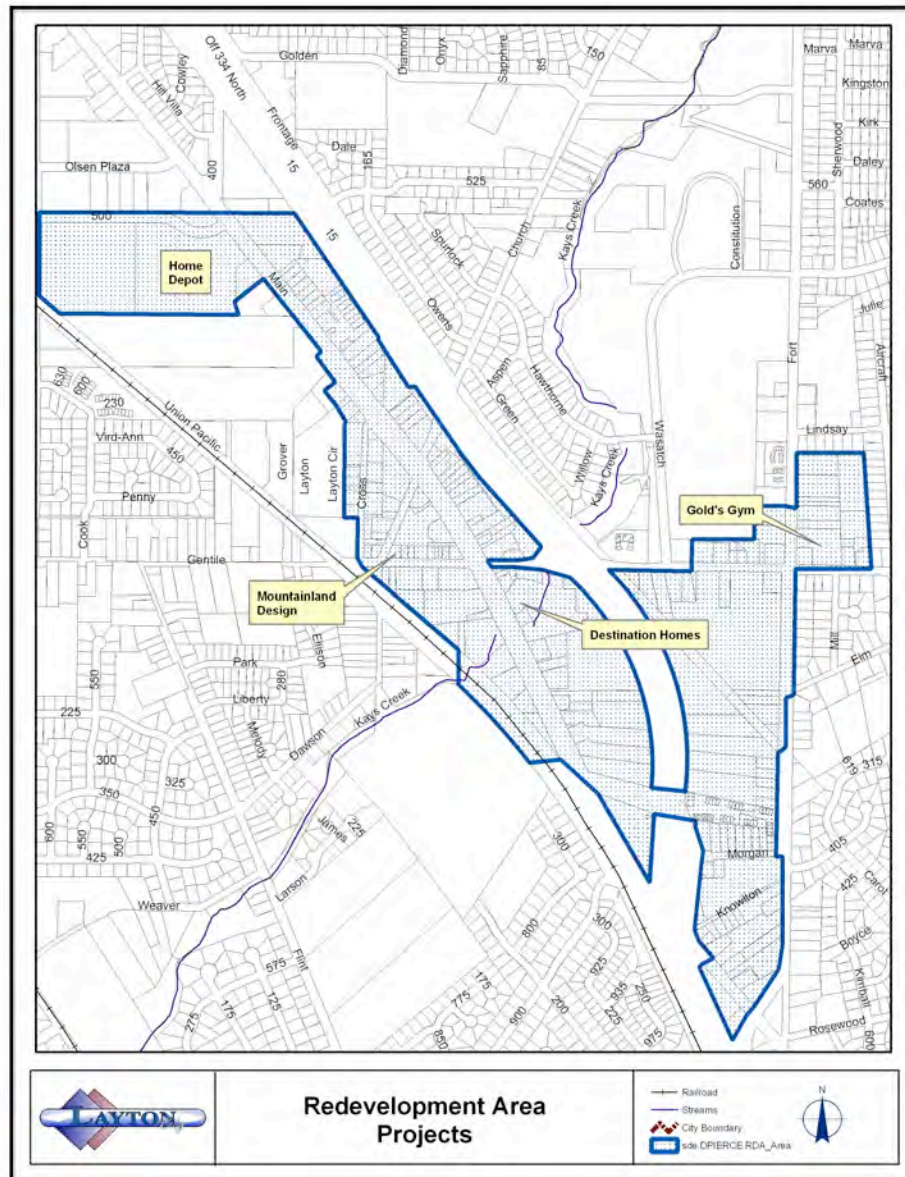 Golden
Diamond
Onyx
Sapphire
85
150
Marva
Marva
Kingston
Kirk
Daley
Coates
Sherwood
560
Cowley
Hill Villa
Off 334 North
Frontage
15
Dale
165
525
Olsen Plaza
400
500
15
Spurlock
Owens
Church
Kays Creek
Constitution
Home
Depot
Main
Julie
Aircraft
Fort
Aspen
Green
Hawthorne
Willow
Kays Creek
Wasatch
Lindsay
630
600
230
Vird-Ann
450
Union Pacific
Penny
Cook
Grover
Layton
Layton Cir
Cross
Gold's Gym
Gentile
Mountainland
Design
Destination Homes
Ellison
Park
Liberty
280
Mill
Elm
550
225
Melody
Dawson
Kays Creek
300
325
350
450
600
550
500
425
James
225
Larson
300
619
315
405
Morgan
425
Carol
Knowlton
Boyce
Kimball
Rosewood
600
Weaver
Flint
575
275
175
125
800
300
925
175
775
900
200
935
250
225
850
975
LAYTON
Redevelopment Area
Projects
Railroad
Streams
City Boundary
sde.DPIERCE.RDA_Area
N